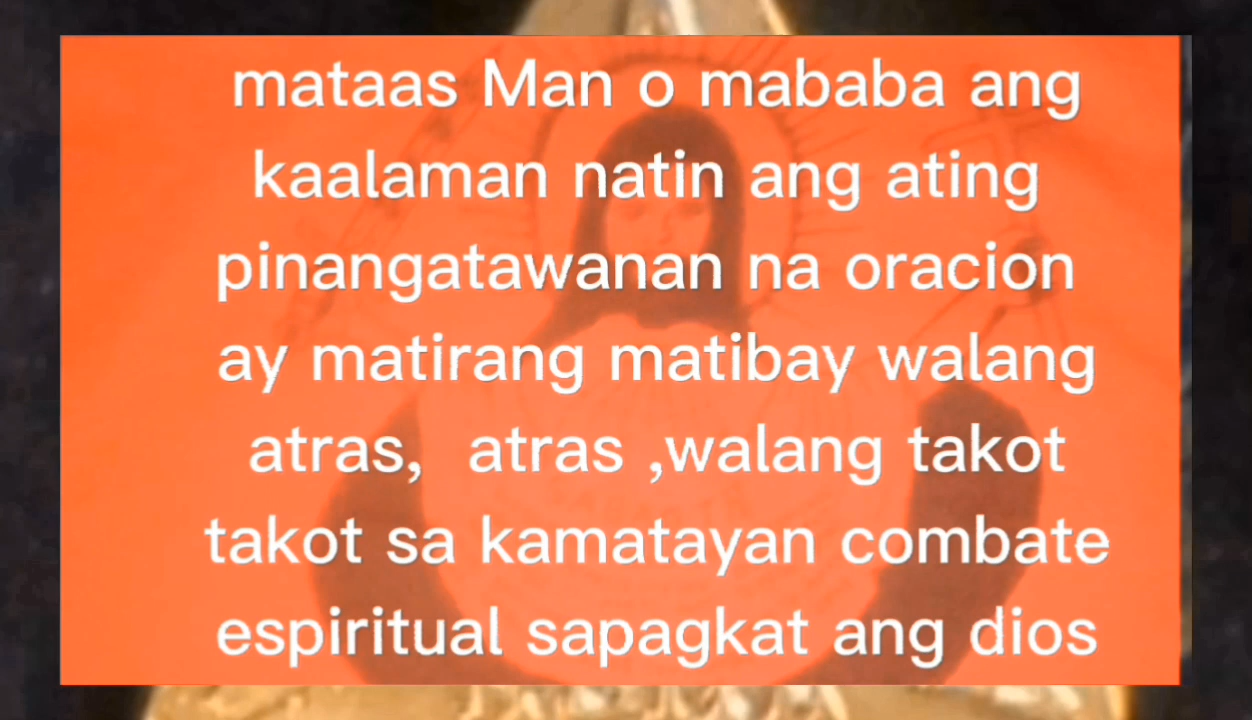 mataas Man o mababa ang
kaalaman natin ang ating
pinangatawanan na oracion
ay matirang matibay walang
atras,  atras ,walang takot
takot sa kamatayan combate
espiritual sapagkat ang dios